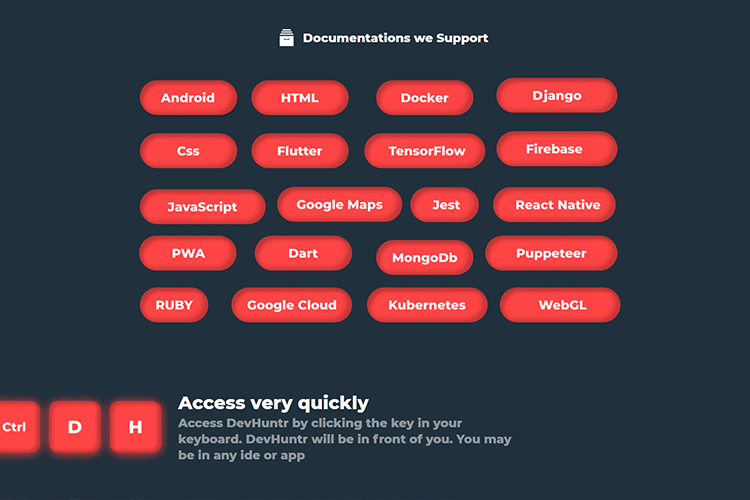 Documentations we Support
Android HTML Docker Django
Css Flutter TensorFlow Firebase
JavaScript Google Maps Jest React Native
PWA Dart MongoDb Puppeteer
RUBY Google Cloud Kubernetes WebGL
Ctrl D H
Access very quickly
Access DevHuntr by clicking the key in your
keyboard. DevHuntr will be in front of you. You may
be in any ide or app